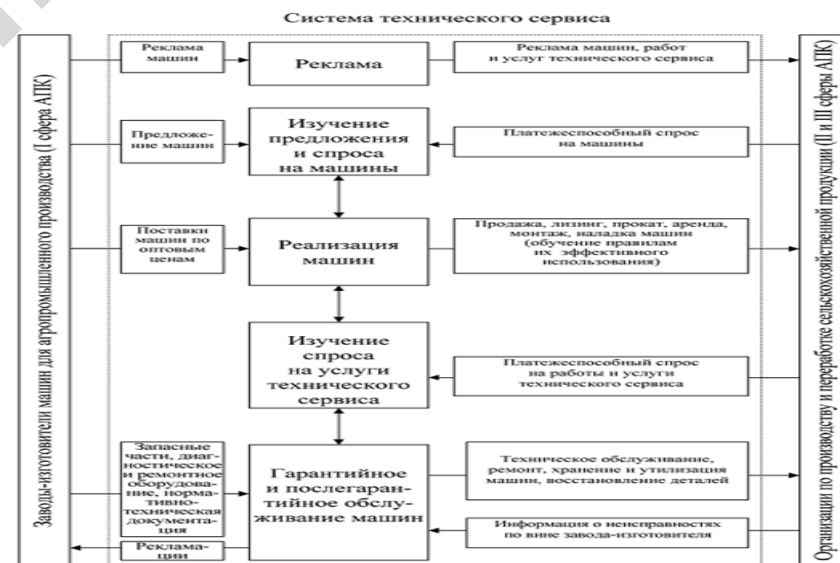 Система технического сервиса
Заводы-изготовители машин для агропромышленного производства (I сфера АПК)
Реклама
машин
Реклама
Реклама машин, работ
и услуг технического сервиса
Предложе-
ние машин
Изучение
предложения
и спроса
на машины
Платежеспособный спрос
на машины
Поставки
машин по
оптовым
ценам
Реализация
машин
Продажа, лизинг, прокат, аренда,
монтаж, наладка машин
(обучение правилам
их эффективного
использования)
Изучение
спроса
на услуги
технического
сервиса
Платежеспособный спрос
на работы и услуги
технического сервиса
Запасные
части, диаг-
ностическое
и ремонтное
оборудова-
ние, норма-
тивно-
техническая
документа-
ция
Гарантийное
и послегаран-
тийное обслу-
живание машин
Техническое обслуживание,
ремонт, хранение и утилизация
машин, восстановление деталей
Информация о неисправностях
по вине завода-изготовителя
Реклама-
ции
Организации по производству и переработке сельскохозяйственной продукции (II и III сферы АПК)